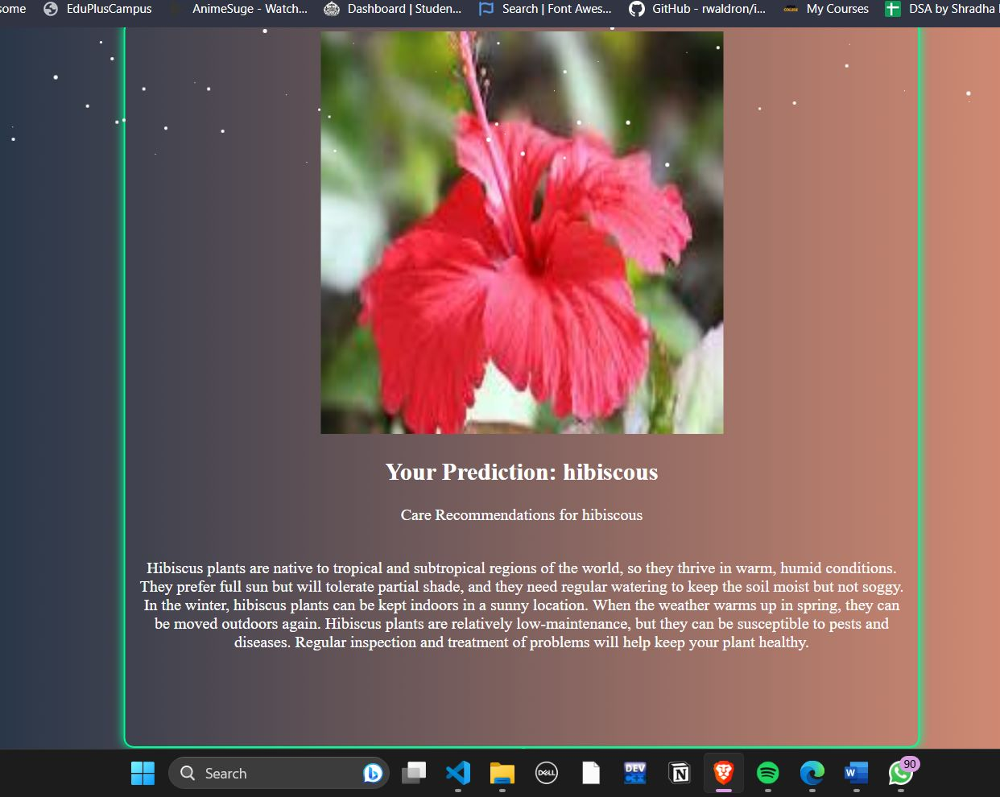 some EduPlusCampus AnimeSuge - Watch... Dashboard | Studen... Search | Font Awes... GitHub - rwaldron/i... My Courses DSA by Shradha
Your Prediction: hibiscous
Care Recommendations for hibiscous
Hibiscus plants are native to tropical and subtropical regions of the world, so they thrive in warm, humid conditions.
They prefer full sun but will tolerate partial shade, and they need regular watering to keep the soil moist but not soggy.
In the winter, hibiscus plants can be kept indoors in a sunny location. When the weather warms up in spring, they can
be moved outdoors again. Hibiscus plants are relatively low-maintenance, but they can be susceptible to pests and
diseases. Regular inspection and treatment of problems will help keep your plant healthy.
Search DELL DEV C++ N W 90